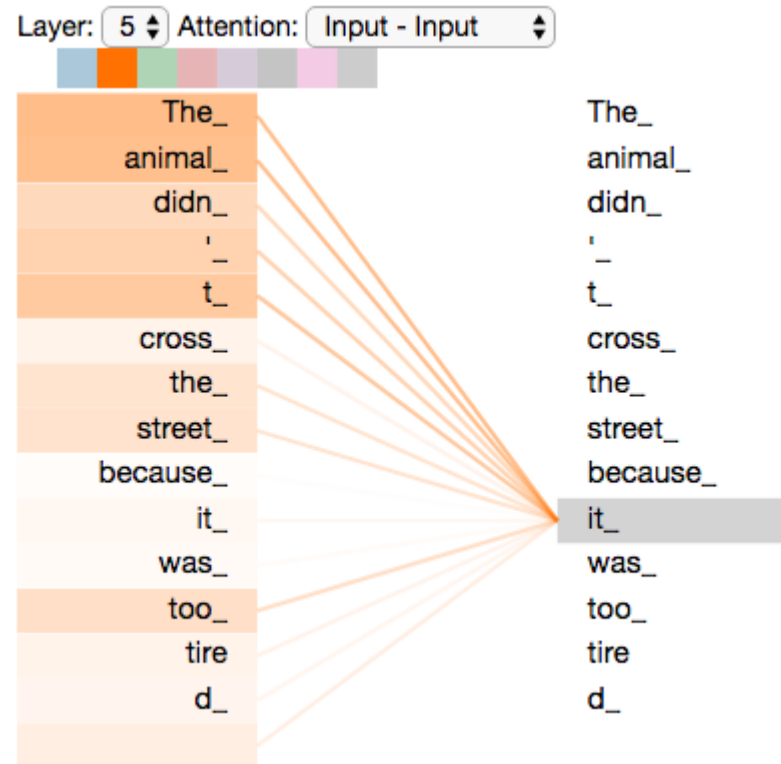 Layer: 5 Attention: Input - Input
The_ The_
animal_ animal_
didn_ didn_
'_ '_
t_ t_
cross_ cross_
the_ the_
street_ street_
because_ because_
it_ it_
was_ was_
too_ too_
tire tire
d_ d_